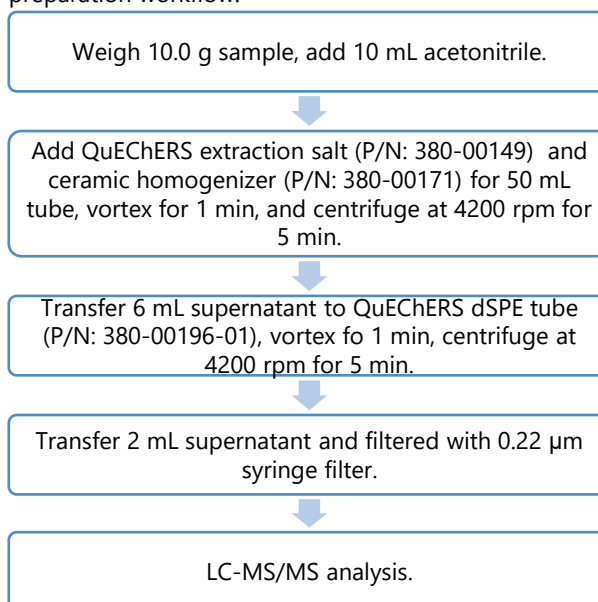 preparation workflow.
Weigh 10.0 g sample, add 10 mL acetonitrile.
Add QuEChERS extraction salt (P/N: 380-00149) and
ceramic homogenizer (P/N: 380-00171) for 50 mL
tube, vortex for 1 min, and centrifuge at 4200 rpm for
5 min.
Transfer 6 mL supernatant to QuEChERS dSPE tube
(P/N: 380-00196-01), vortex fo 1 min, centrifuge at
4200 rpm for 5 min.
Transfer 2 mL supernatant and filtered with 0.22 µm
syringe filter.
LC-MS/MS analysis.